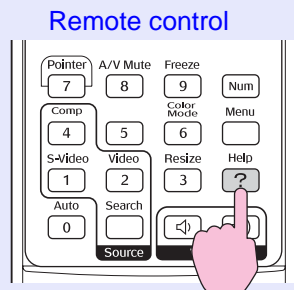 Remote control
Pointer A/V Mute Freeze
7 8 9 Num
Comp Color Mode Menu
4 5 6
S-Video Video Resize Help
1 2 3 ?
Auto Search
0
Source